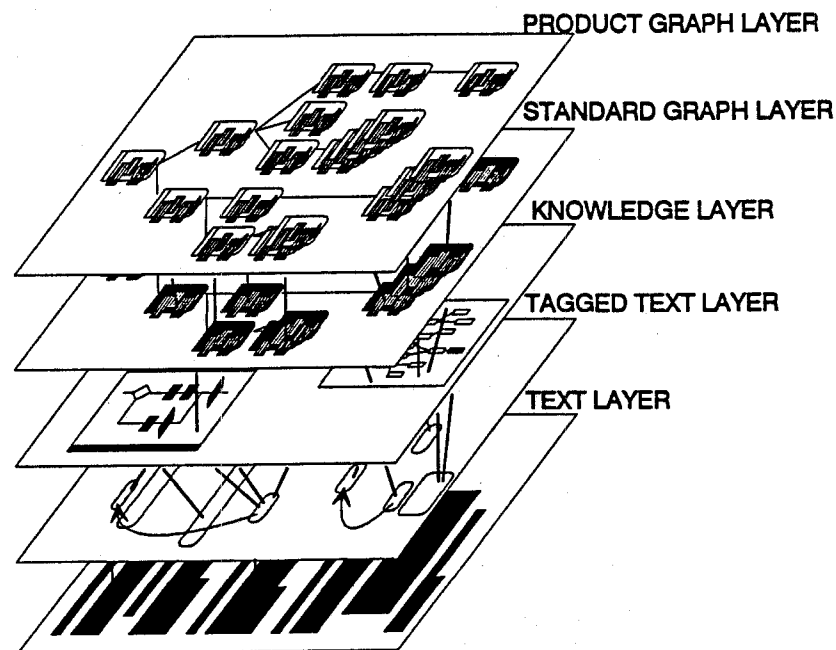 PRODUCT GRAPH LAYER
STANDARD GRAPH LAYER
KNOWLEDGE LAYER
TAGGED TEXT LAYER
TEXT LAYER